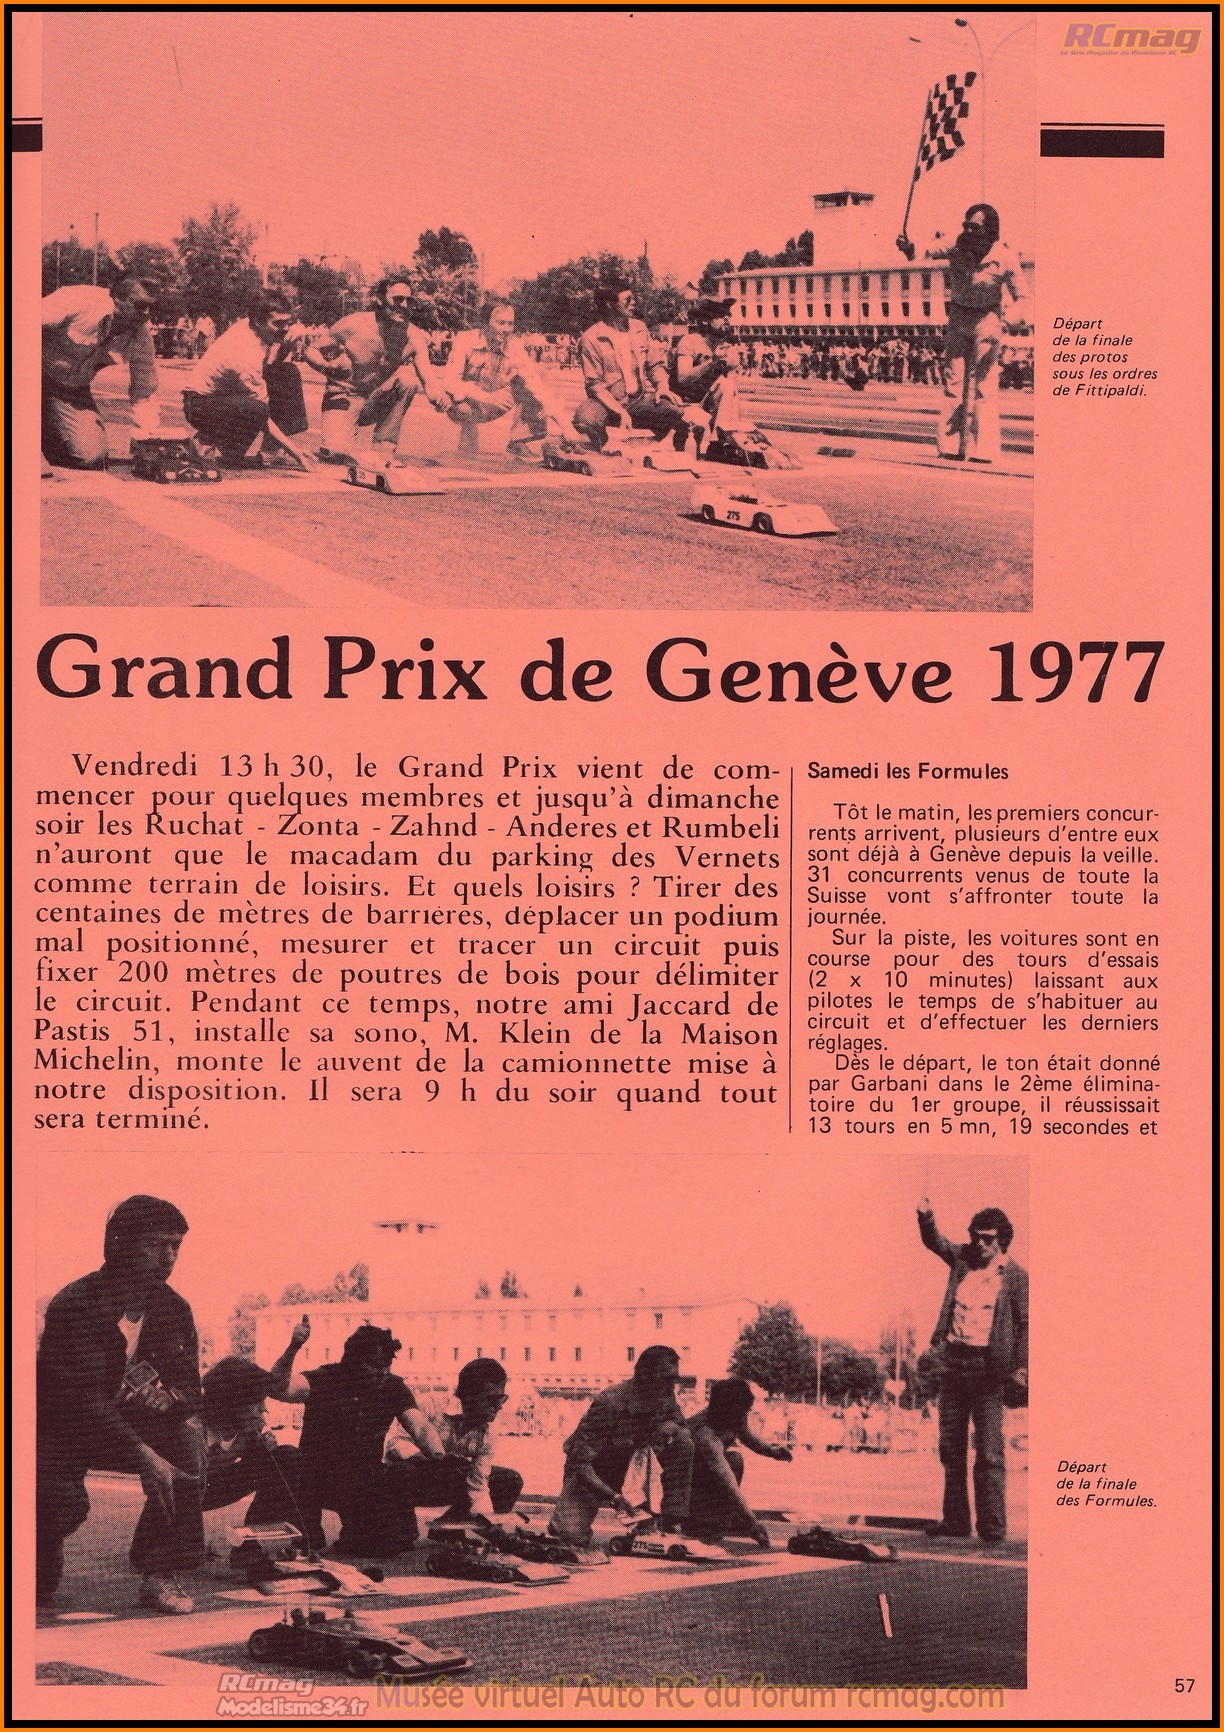 RCmag
Le Web Magazine du Modélisme RC
Départ
de la finale
des protos
sous les ordres
de Fittipaldi.
275
Grand Prix de Genève 1977
Vendredi 13 h 30, le Grand Prix vient de com-
mencer pour quelques membres et jusqu'à dimanche
soir les Ruchat - Zonta - Zahnd - Anderes et Rumbeli
n'auront que le macadam du parking des Vernets
comme terrain de loisirs. Et quels loisirs ? Tirer des
centaines de mètres de barrières, déplacer un podium
mal positionné, mesurer et tracer un circuit puis
fixer 200 mètres de poutres de bois pour délimiter
le circuit. Pendant ce temps, notre ami Jaccard de
Pastis 51, installe sa sono, M. Klein de la Maison
Michelin, monte le auvent de la camionnette mise à
notre disposition. Il sera 9 h du soir quand tout
sera terminé.
Samedi les Formules
Tôt le matin, les premiers concur-
rents arrivent, plusieurs d'entre eux
sont déjà à Genève depuis la veille.
31 concurrents venus de toute la
Suisse vont s'affronter toute la
journée.
Sur la piste, les voitures sont en
course pour des tours d'essais
(2 x 10 minutes) laissant aux
pilotes le temps de s'habituer au
circuit et d'effectuer les derniers
réglages.
Dès le départ, le ton était donné
par Garbani dans le 2ème élimina-
toire du 1er groupe, il réussissait
13 tours en 5 mn, 19 secondes et
Départ
de la finale
des Formules.
275
RCmag
Modelisme34.fr
Musée virtuel Auto RC du forum rcmag.com
57